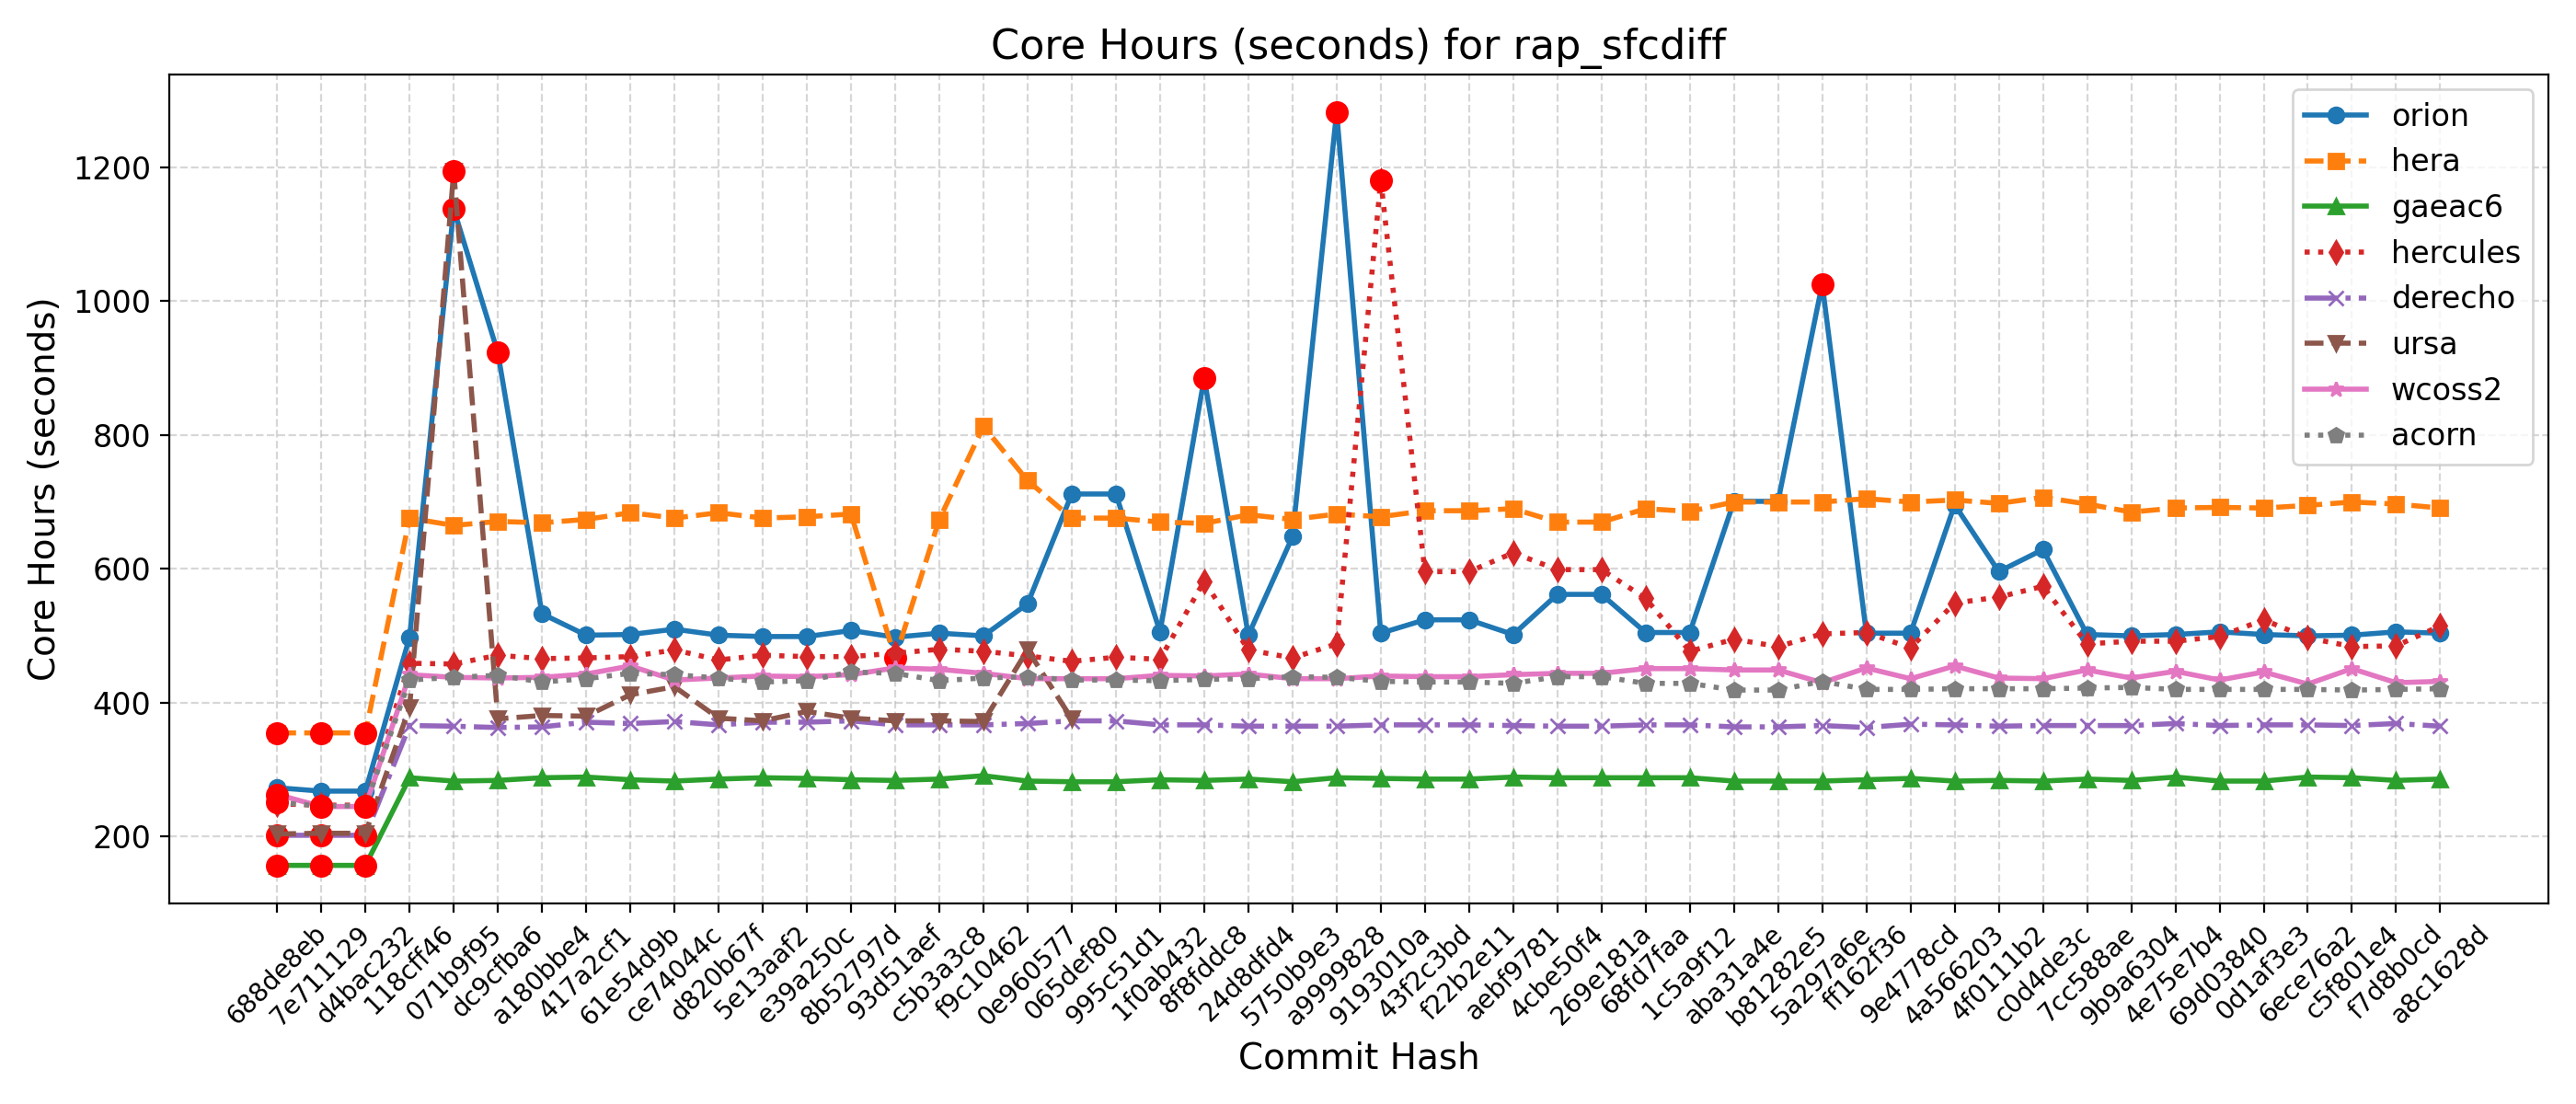 Core Hours (seconds) for rap_sfcdiff
Core Hours (seconds)
1200
1000
800
600
400
200
orion
hera
gaeac6
hercules
derecho
ursa
wcoss2
acorn
688de8eb
7e711129
d4bac232
118cff46
071b9f95
dc9cfba6
a180bbe4
417a2cf1
61e54d9b
ce74044c
d820b67f
5e13aaf2
e39a250c
8b52797d
93d51aef
c5b3a3c8
f9c10462
0e960577
065def80
995c51d1
1f0ab432
8f8fddc8
24d8dfd4
5750b9e3
a9999828
9193010a
43f2c3bd
f22b2e11
aebf9781
4cbe50f4
269e181a
68fd7faa
1c5a9f12
aba31a4e
b81282e5
5a297a6e
ff162f36
9e4778cd
4a566203
4f0111b2
c0d4de3c
7cc588ae
9b9a6304
4e75e7b4
69d03840
0d1af3e3
6ece76a2
c5f801e4
f7d8b0cd
a8c1628d
Commit Hash